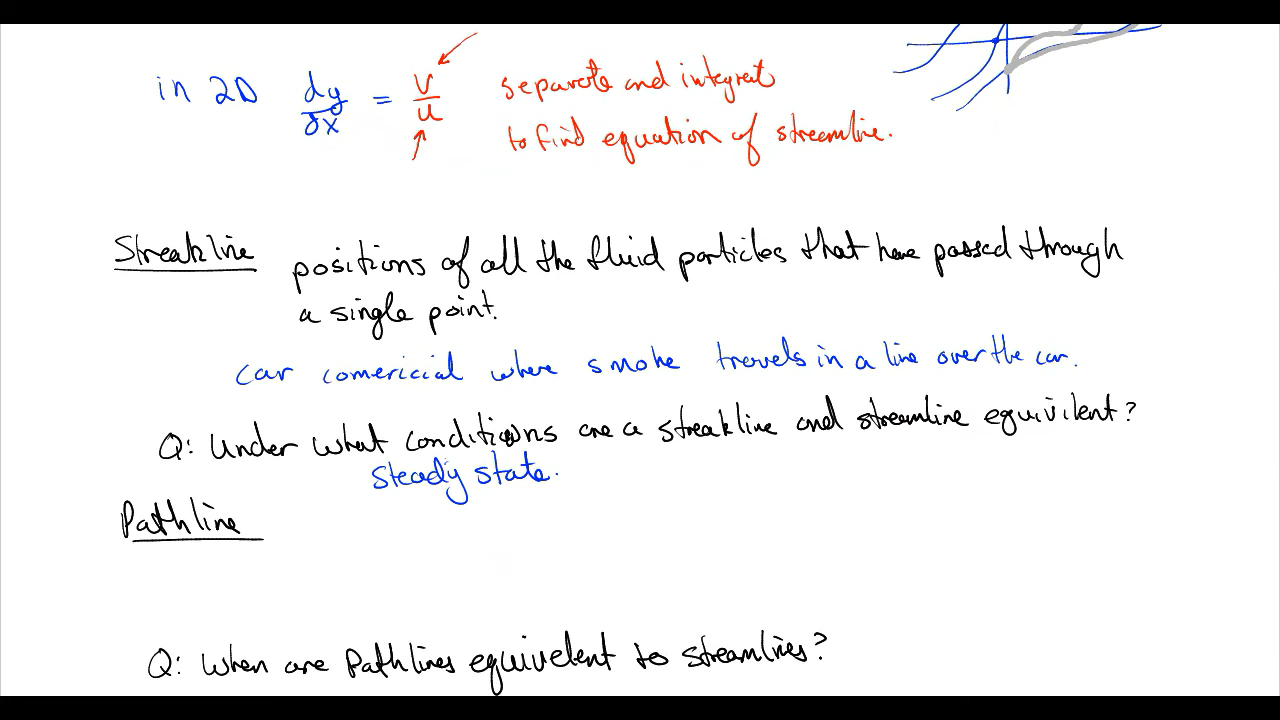 in 2D dy/dx = v/u separate and integrate
to find equation of streamline.
Streakline positions of all the fluid particles that have passed through
a single point.
car comericial where smoke travels in a line over the car.
Q: Under what conditions are a streakline and streamline equivilent?
Steady state.
Pathline
Q: When are Pathlines equivelent to streamlines?